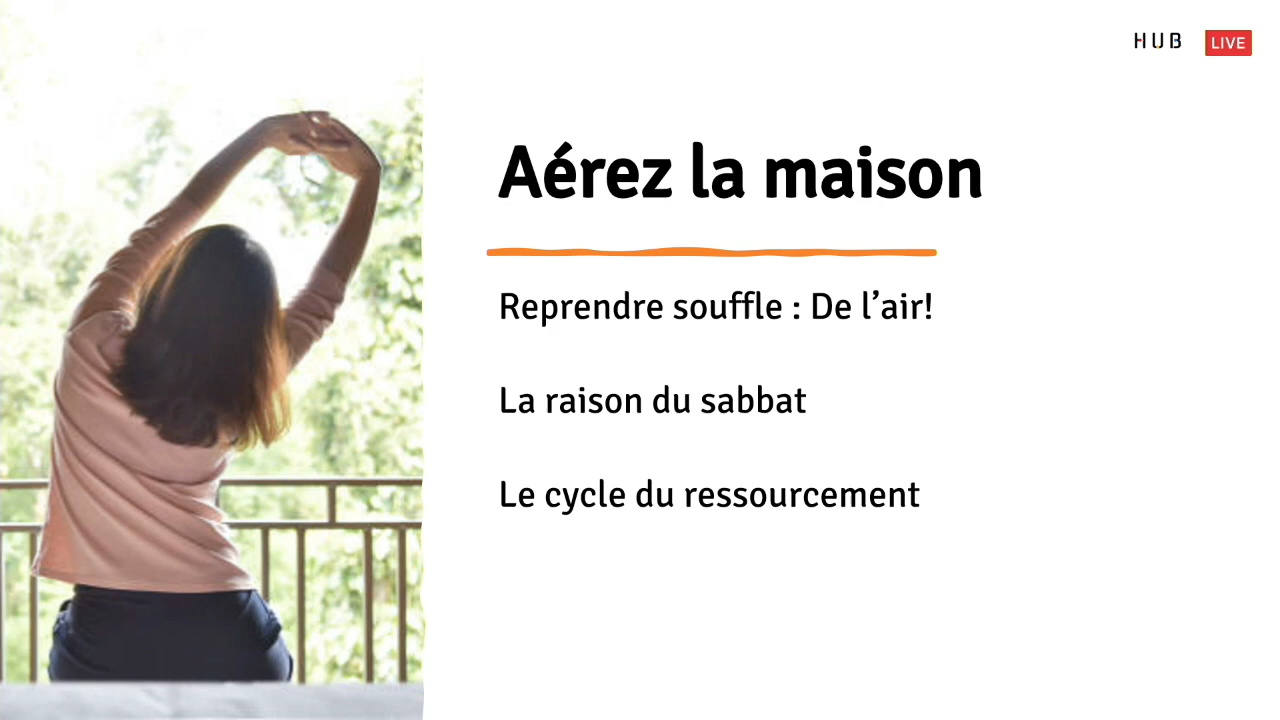 HUB LIVE
Aérez la maison
Reprendre souffle : De l’air!
La raison du sabbat
Le cycle du ressourcement